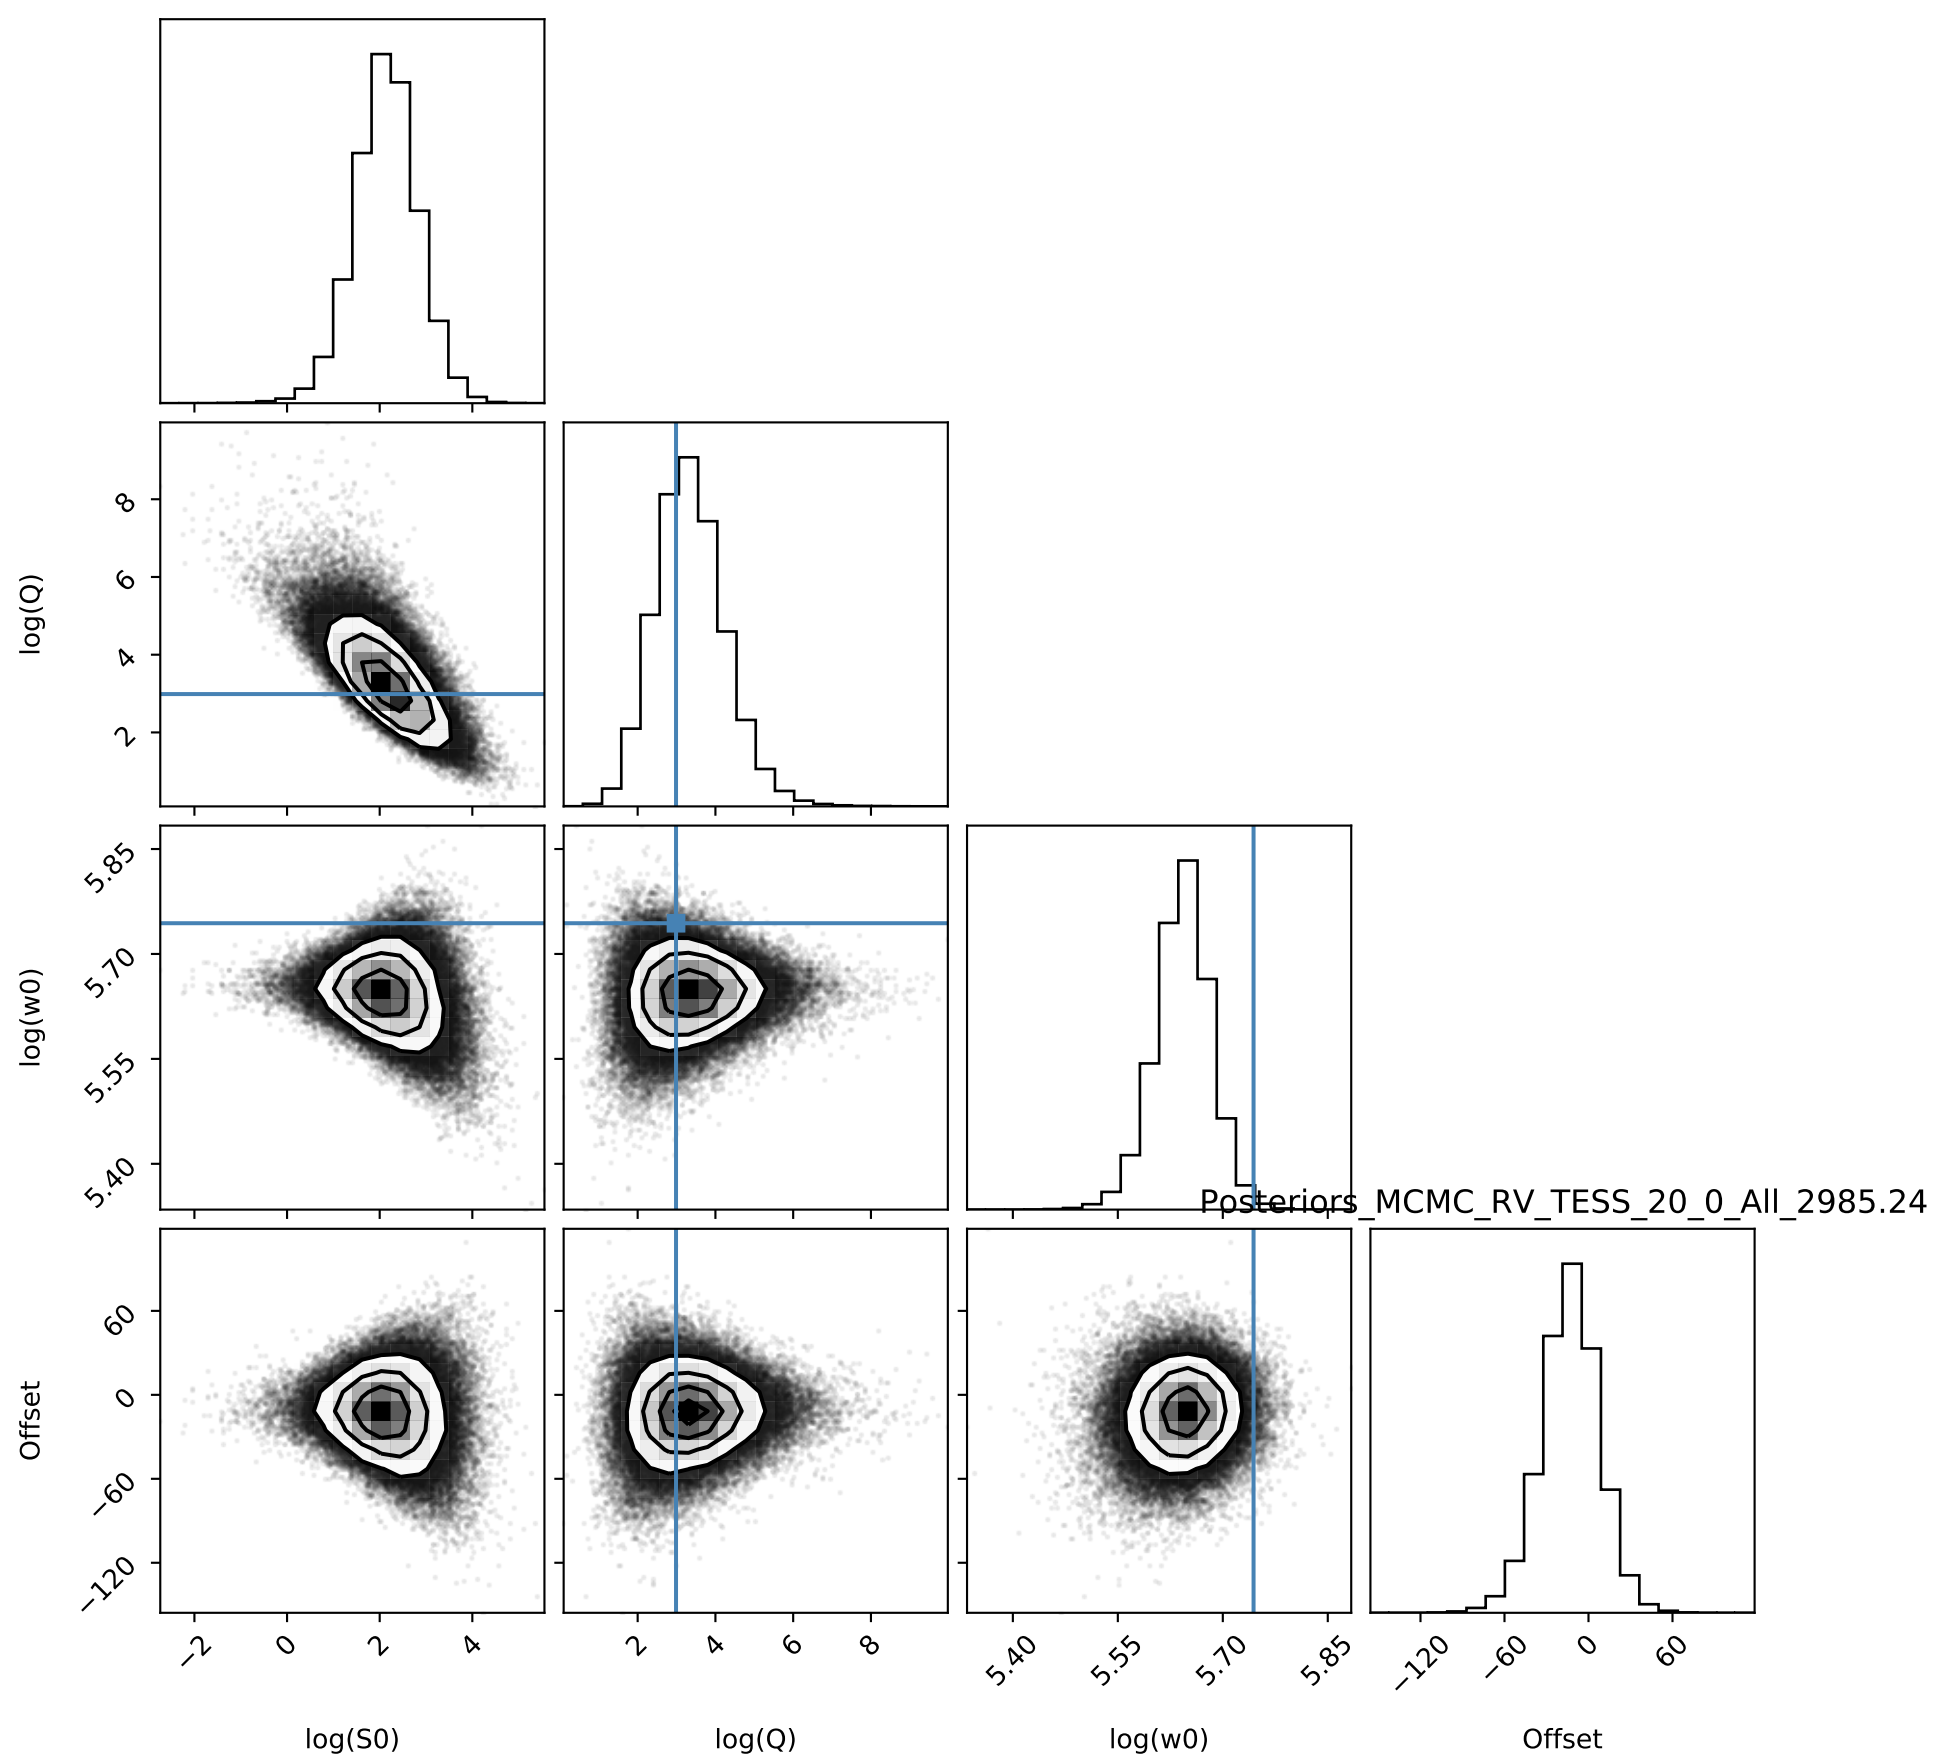 log(Q)
8
6
4
2
log(w0)
5.85
5.70
5.55
5.40
Posteriors_MCMC_RV_TESS_20_0_All_2985.24
Offset
60
0
−60
−120
−2 0 2 4
2 4 6 8
5.40 5.55 5.70 5.85
−120 −60 0 60
log(S0) log(Q) log(w0) Offset